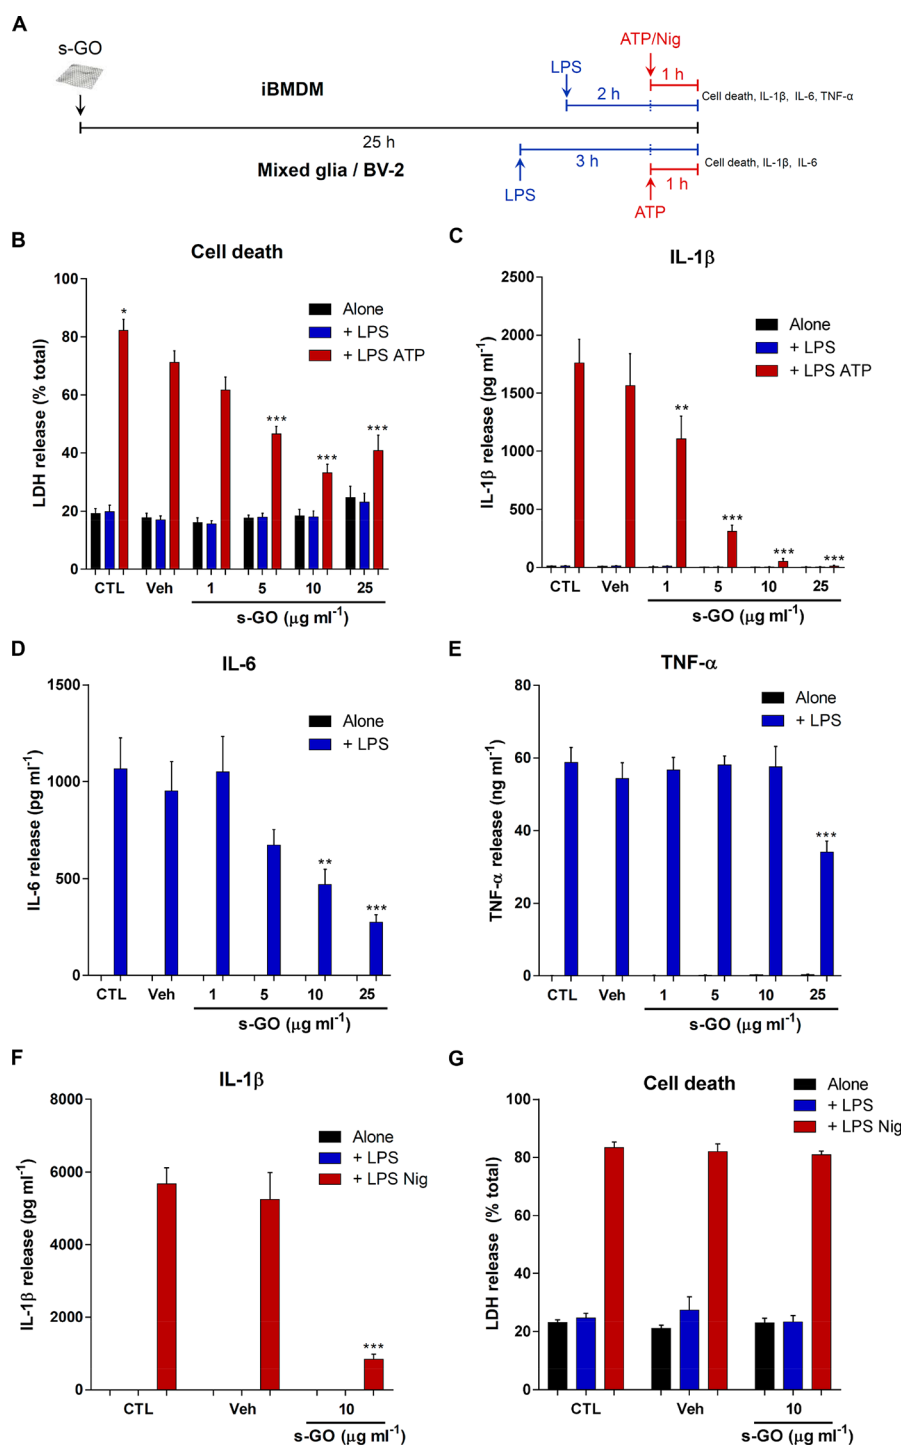 A
s-GO
ATP/Nig
LPS
1 h
iBMDM
2 h
Cell death, IL-1β, IL-6, TNF-α
25 h
3 h
Cell death, IL-1β, IL-6
Mixed glia / BV-2
1 h
LPS
ATP
B
Cell death
100
80
60
40
20
0
LDH release (% total)
*
***
***
***
Alone
+ LPS
+ LPS ATP
CTL Veh 1 5 10 25
s-GO (μg ml⁻¹)
C
IL-1β
2500
2000
1500
1000
500
0
IL-1β release (pg ml⁻¹)
Alone
+ LPS
+ LPS ATP
**
***
***
***
CTL Veh 1 5 10 25
s-GO (μg ml⁻¹)
D
IL-6
1500
1000
500
0
IL-6 release (pg ml⁻¹)
Alone
+ LPS
**
***
CTL Veh 1 5 10 25
s-GO (μg ml⁻¹)
E
TNF-α
60
40
20
0
80
TNF-α release (ng ml⁻¹)
Alone
+ LPS
***
CTL Veh 1 5 10 25
s-GO (μg ml⁻¹)
F
IL-1β
8000
6000
4000
2000
0
IL-1β release (pg ml⁻¹)
Alone
+ LPS
+ LPS Nig
***
CTL Veh 10
s-GO (μg ml⁻¹)
G
Cell death
Alone
+ LPS
+ LPS Nig
100
80
60
40
20
0
LDH release (% total)
CTL Veh 10
s-GO (μg ml⁻¹)